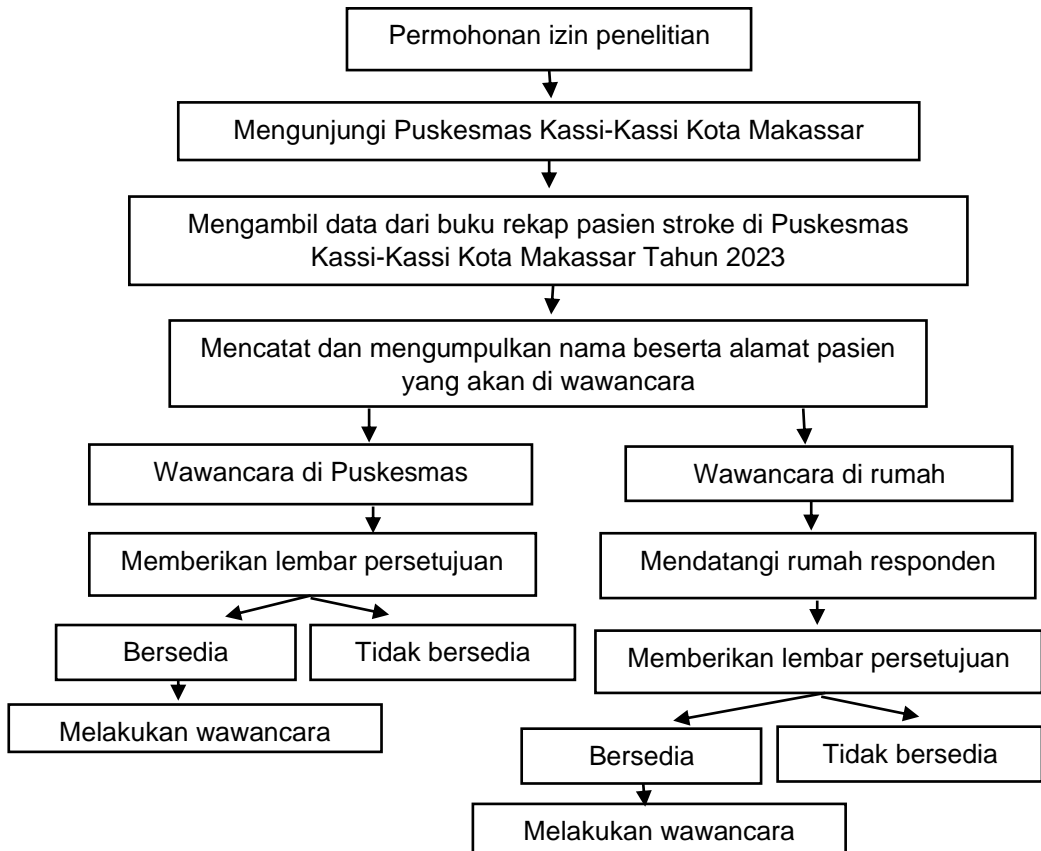 Permohonan izin penelitian
Mengunjungi Puskesmas Kassi-Kassi Kota Makassar
Mengambil data dari buku rekap pasien stroke di Puskesmas
Kassi-Kassi Kota Makassar Tahun 2023
Mencatat dan mengumpulkan nama beserta alamat pasien
yang akan di wawancara
Wawancara di Puskesmas
Memberikan lembar persetujuan
Bersedia
Tidak bersedia
Melakukan wawancara
Wawancara di rumah
Mendatangi rumah responden
Memberikan lembar persetujuan
Bersedia
Tidak bersedia
Melakukan wawancara